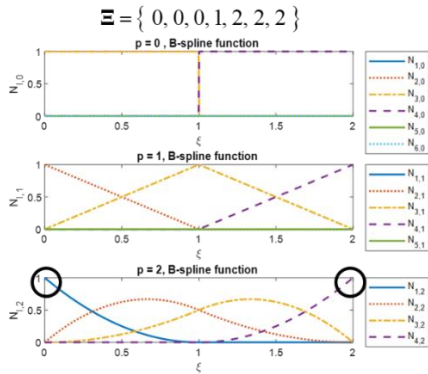 Ξ = { 0, 0, 0, 1, 2, 2, 2 }
p = 0 , B-spline function
1
0.5
0
N_{I,0}
0 0.5 1 1.5 2
ξ
N_{1,0}
N_{2,0}
N_{3,0}
N_{4,0}
N_{5,0}
N_{6,0}
p = 1, B-spline function
1
0.5
0
N_{I,1}
0 0.5 1 1.5 2
ξ
N_{1,1}
N_{2,1}
N_{3,1}
N_{4,1}
N_{5,1}
p = 2, B-spline function
1
0.5
0
N_{I,2}
0 0.5 1 1.5 2
ξ
N_{1,2}
N_{2,2}
N_{3,2}
N_{4,2}